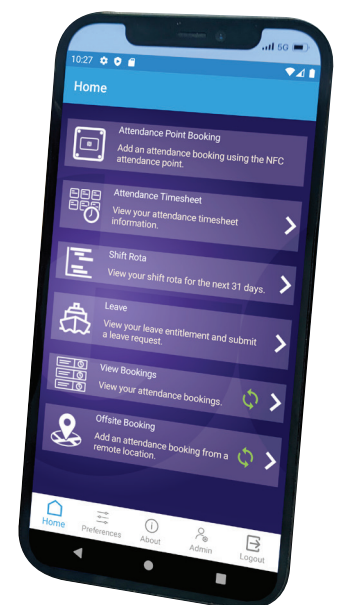 5G
10:27
Home
Attendance Point Booking
Add an attendance booking using the NFC
attendance point.
Attendance Timesheet
View your attendance timesheet
information.
Shift Rota
View your shift rota for the next 31 days.
Leave
View your leave entitlement and submit
a leave request.
View Bookings
View your attendance bookings.
Offsite Booking
Add an attendance booking from a
remote location.
Home
Preferences
About
Admin
Logout